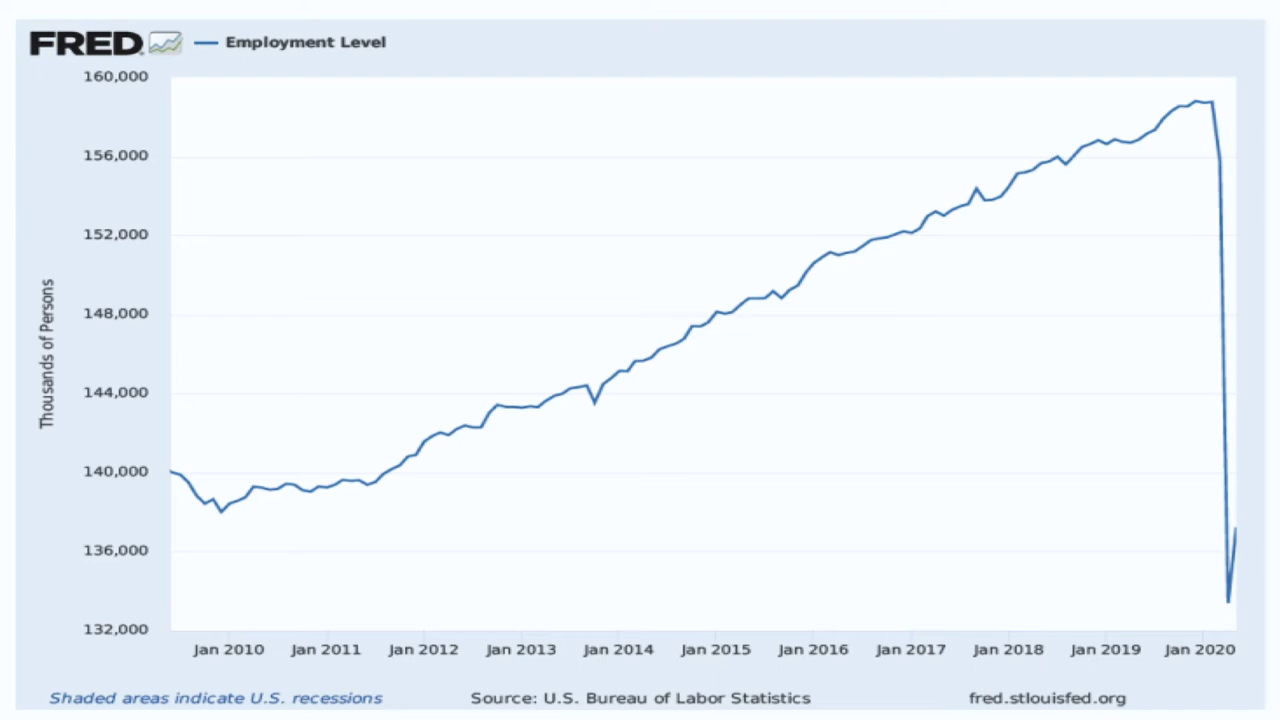 FRED
Employment Level
160,000
156,000
152,000
148,000
144,000
140,000
136,000
132,000
Thousands of Persons
Jan 2010 Jan 2011 Jan 2012 Jan 2013 Jan 2014 Jan 2015 Jan 2016 Jan 2017 Jan 2018 Jan 2019 Jan 2020
Shaded areas indicate U.S. recessions Source: U.S. Bureau of Labor Statistics fred.stlouisfed.org